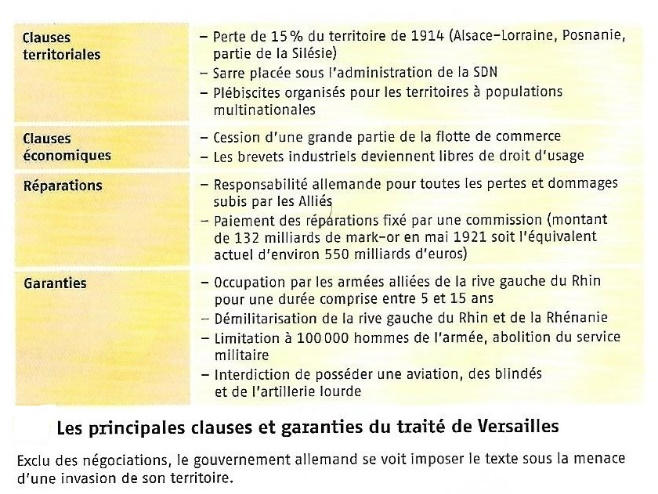 Clauses
territoriales
– Perte de 15 % du territoire de 1914 (Alsace-Lorraine, Posnanie,
partie de la Silésie)
– Sarre placée sous l'administration de la SDN
– Plébiscites organisés pour les territoires à populations
multinationales
Clauses
économiques
– Cession d'une grande partie de la flotte de commerce
– Les brevets industriels deviennent libres de droit d'usage
Réparations
– Responsabilité allemande pour toutes les pertes et dommages
subis par les Alliés
– Paiement des réparations fixé par une commission (montant
de 132 milliards de mark-or en mai 1921 soit l'équivalent
actuel d'environ 550 milliards d'euros)
Garanties
– Occupation par les armées alliées de la rive gauche du Rhin
pour une durée comprise entre 5 et 15 ans
– Démilitarisation de la rive gauche du Rhin et de la Rhénanie
– Limitation à 100 000 hommes de l'armée, abolition du service
militaire
– Interdiction de posséder une aviation, des blindés
et de l'artillerie lourde
Les principales clauses et garanties du traité de Versailles
Exclu des négociations, le gouvernement allemand se voit imposer le texte sous la menace
d'une invasion de son territoire.